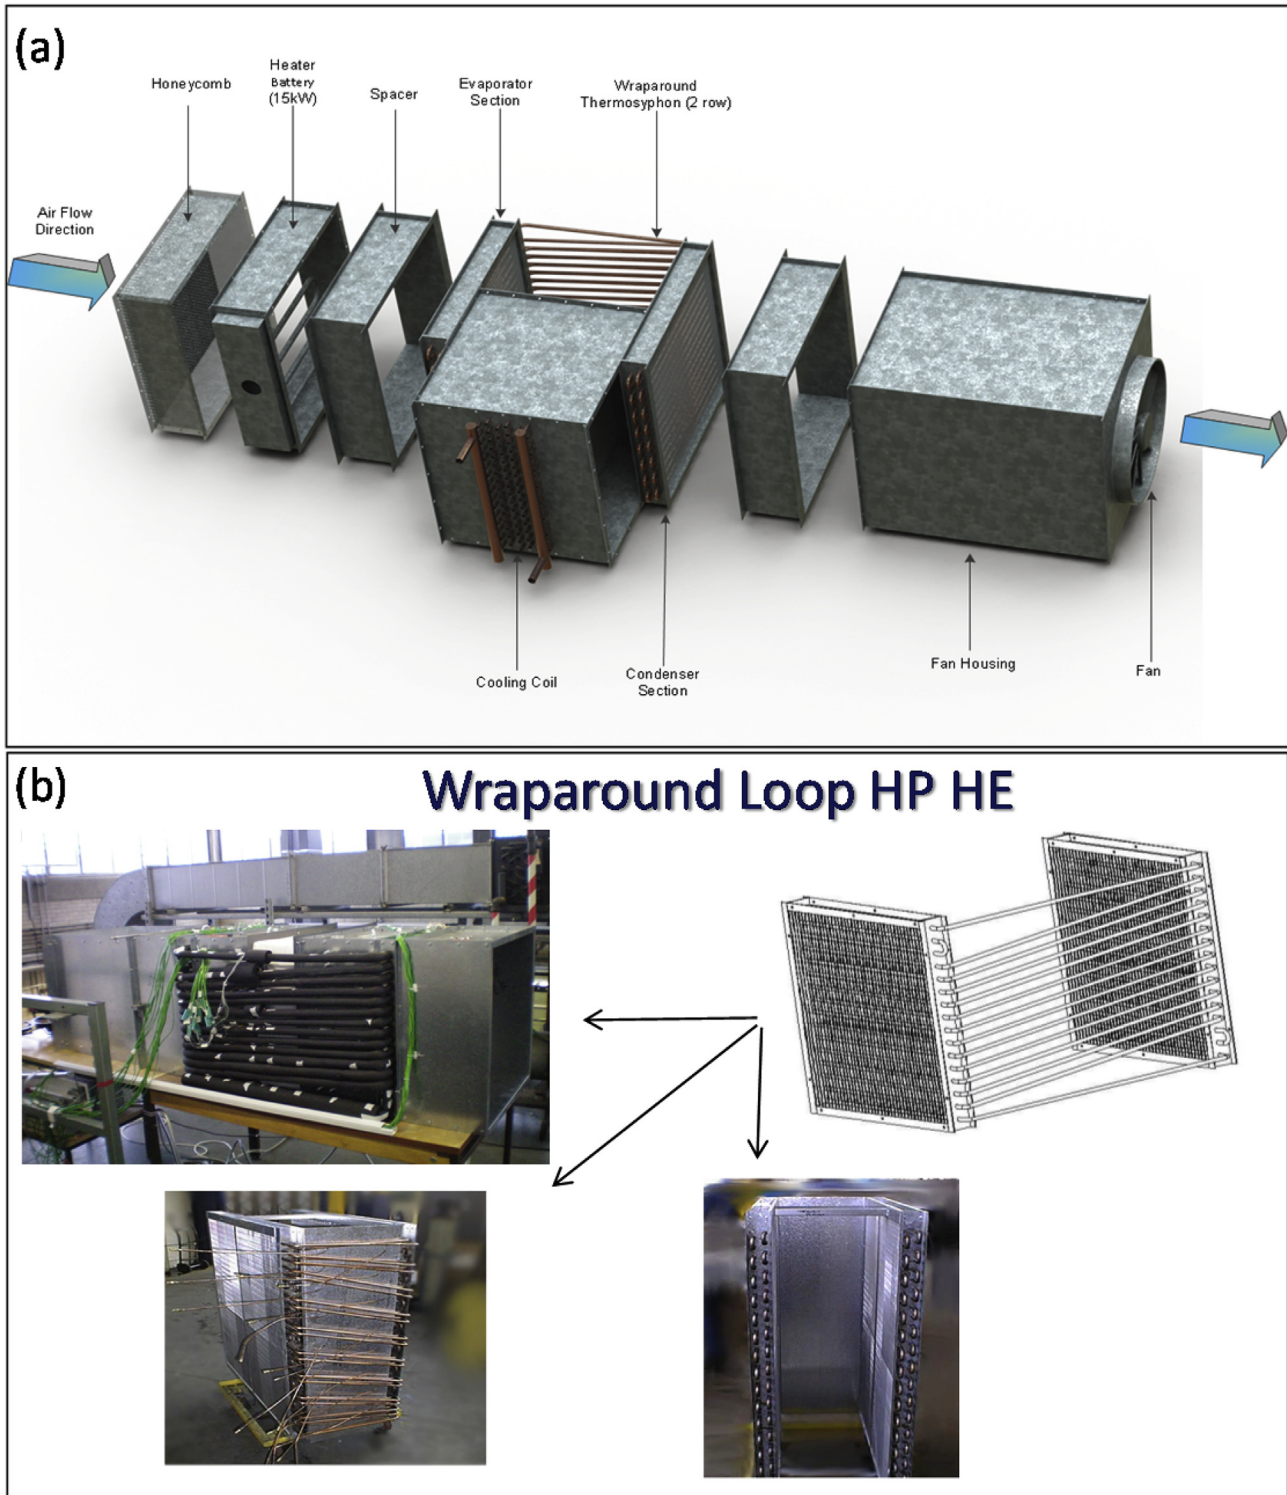 (a)
Honeycomb
Heater
Battery
(15kW)
Spacer
Evaporator
Section
Wraparound
Thermosyphon (2 row)
Air Flow
Direction
Cooling Coil
Condenser
Section
Fan Housing
Fan
(b)
Wraparound Loop HP HE